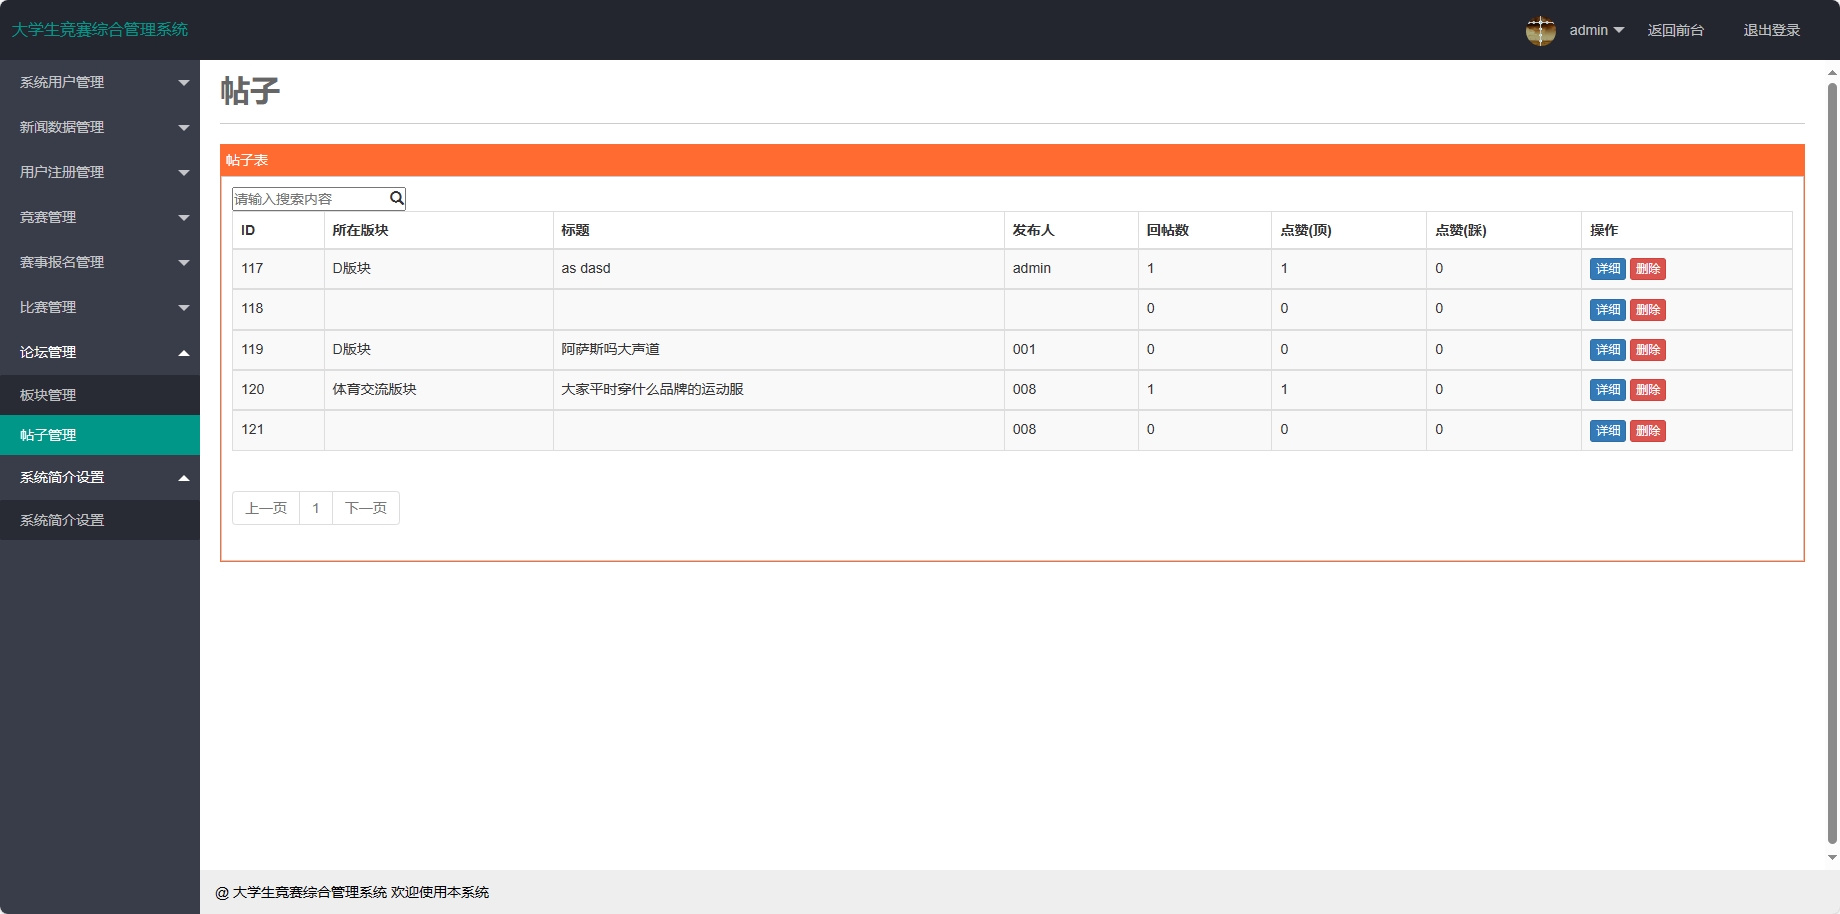 大学生竞赛综合管理系统
admin 返回前台 退出登录
系统用户管理
新闻数据管理
用户注册管理
竞赛管理
赛事报名管理
比赛管理
论坛管理
板块管理
帖子管理
系统简介设置
系统简介设置
帖子
帖子表
请输入搜索内容
ID 所在版块 标题 发布人 回帖数 点赞(顶) 点赞(踩) 操作
117 D版块 as dasd admin 1 1 0 详细 删除
118 0 0 0 详细 删除
119 D版块 阿萨斯吗大声道 001 0 0 0 详细 删除
120 体育交流版块 大家平时穿什么品牌的运动服 008 1 1 0 详细 删除
121 008 0 0 0 详细 删除
上一页 1 下一页
@ 大学生竞赛综合管理系统 欢迎使用本系统